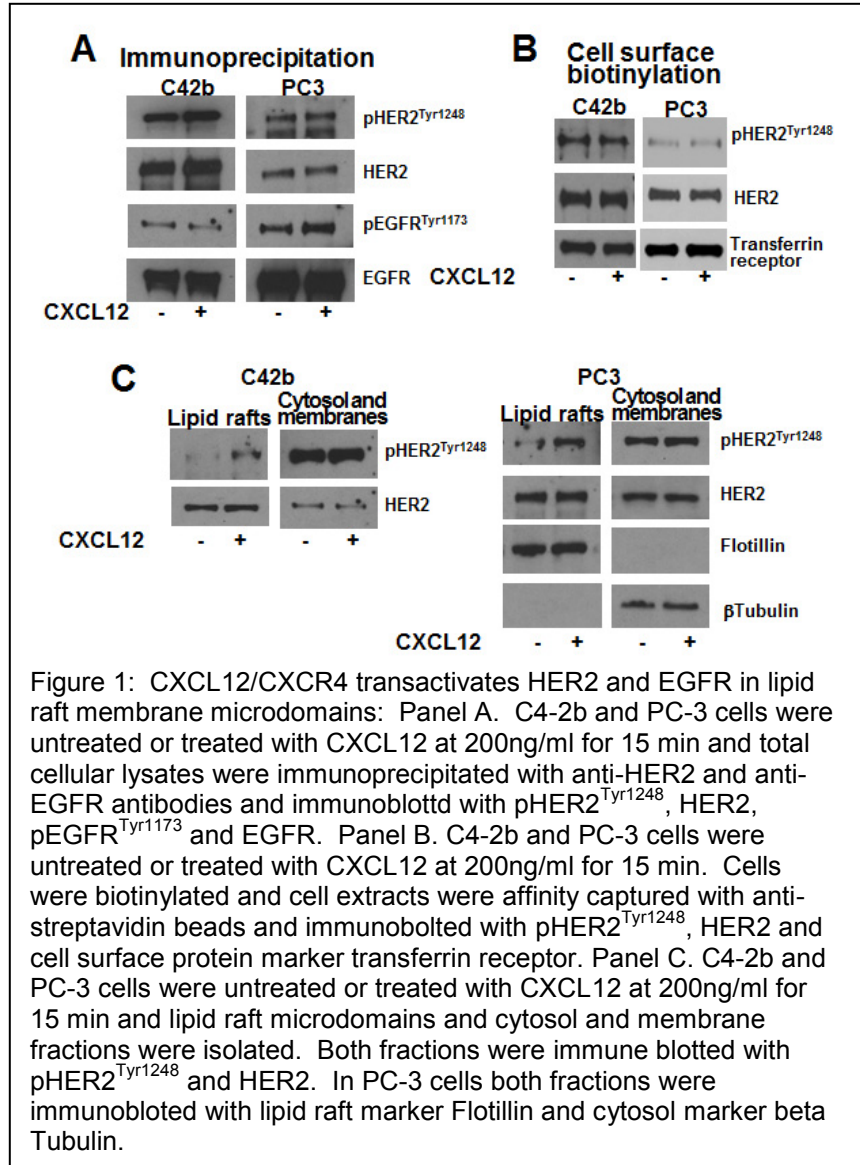 A Immunoprecipitation
C42b PC3
pHER2Tyr1248
HER2
pEGFRTyr1173
EGFR
CXCL12 - + - +
B Cell surface
biotinylation
C42b PC3
pHER2Tyr1248
HER2
Transferrin
receptor
CXCL12 - + - +
C C42b
Lipid rafts Cytosol and
membranes
pHER2Tyr1248
HER2
CXCL12 - + - +
PC3
Lipid rafts Cytosol and
membranes
pHER2Tyr1248
HER2
Flotillin
βTubulin
CXCL12 - + - +
Figure 1: CXCL12/CXCR4 transactivates HER2 and EGFR in lipid
raft membrane microdomains: Panel A. C4-2b and PC-3 cells were
untreated or treated with CXCL12 at 200ng/ml for 15 min and total
cellular lysates were immunoprecipitated with anti-HER2 and anti-
EGFR antibodies and immunoblottd with pHER2Tyr1248, HER2,
pEGFRTyr1173 and EGFR. Panel B. C4-2b and PC-3 cells were
untreated or treated with CXCL12 at 200ng/ml for 15 min. Cells
were biotinylated and cell extracts were affinity captured with anti-
streptavidin beads and immunobolted with pHER2Tyr1248, HER2 and
cell surface protein marker transferrin receptor. Panel C. C4-2b and
PC-3 cells were untreated or treated with CXCL12 at 200ng/ml for
15 min and lipid raft microdomains and cytosol and membrane
fractions were isolated. Both fractions were immune blotted with
pHER2Tyr1248 and HER2. In PC-3 cells both fractions were
immunobloted with lipid raft marker Flotillin and cytosol marker beta
Tubulin.